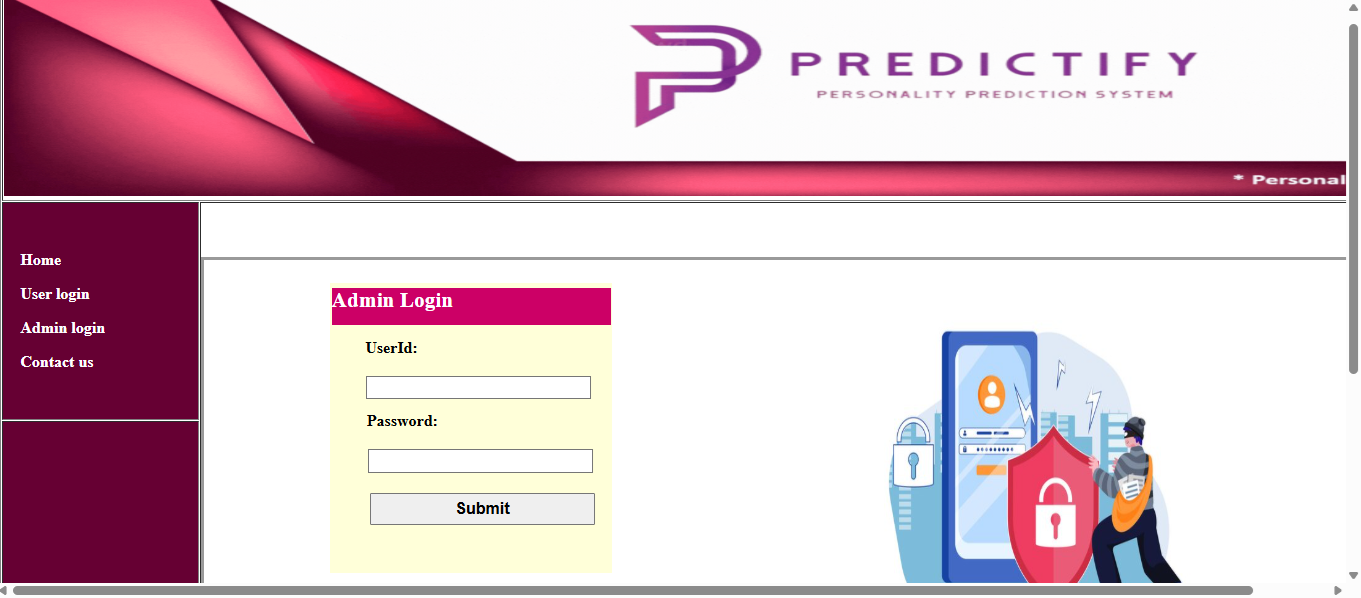 PREDICTIFY
PERSONALITY PREDICTION SYSTEM
* Personal
Home
User login
Admin login
Contact us
Admin Login
UserId:
Password:
Submit